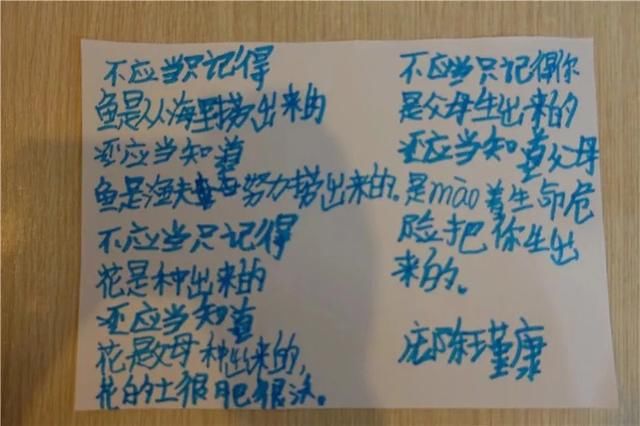 不应当只记得
鱼是从海里捞出来的
还应当知道
鱼是渔夫努力捞出来的。
不应当只记得
花是种出来的
还应当知道
花是父母种出来的,
花的土很肥很沃。
不应当只记得你
是父母生出来的
还应当知道父母
是mào着生命危
险把你生出
来的。
陈瑾康